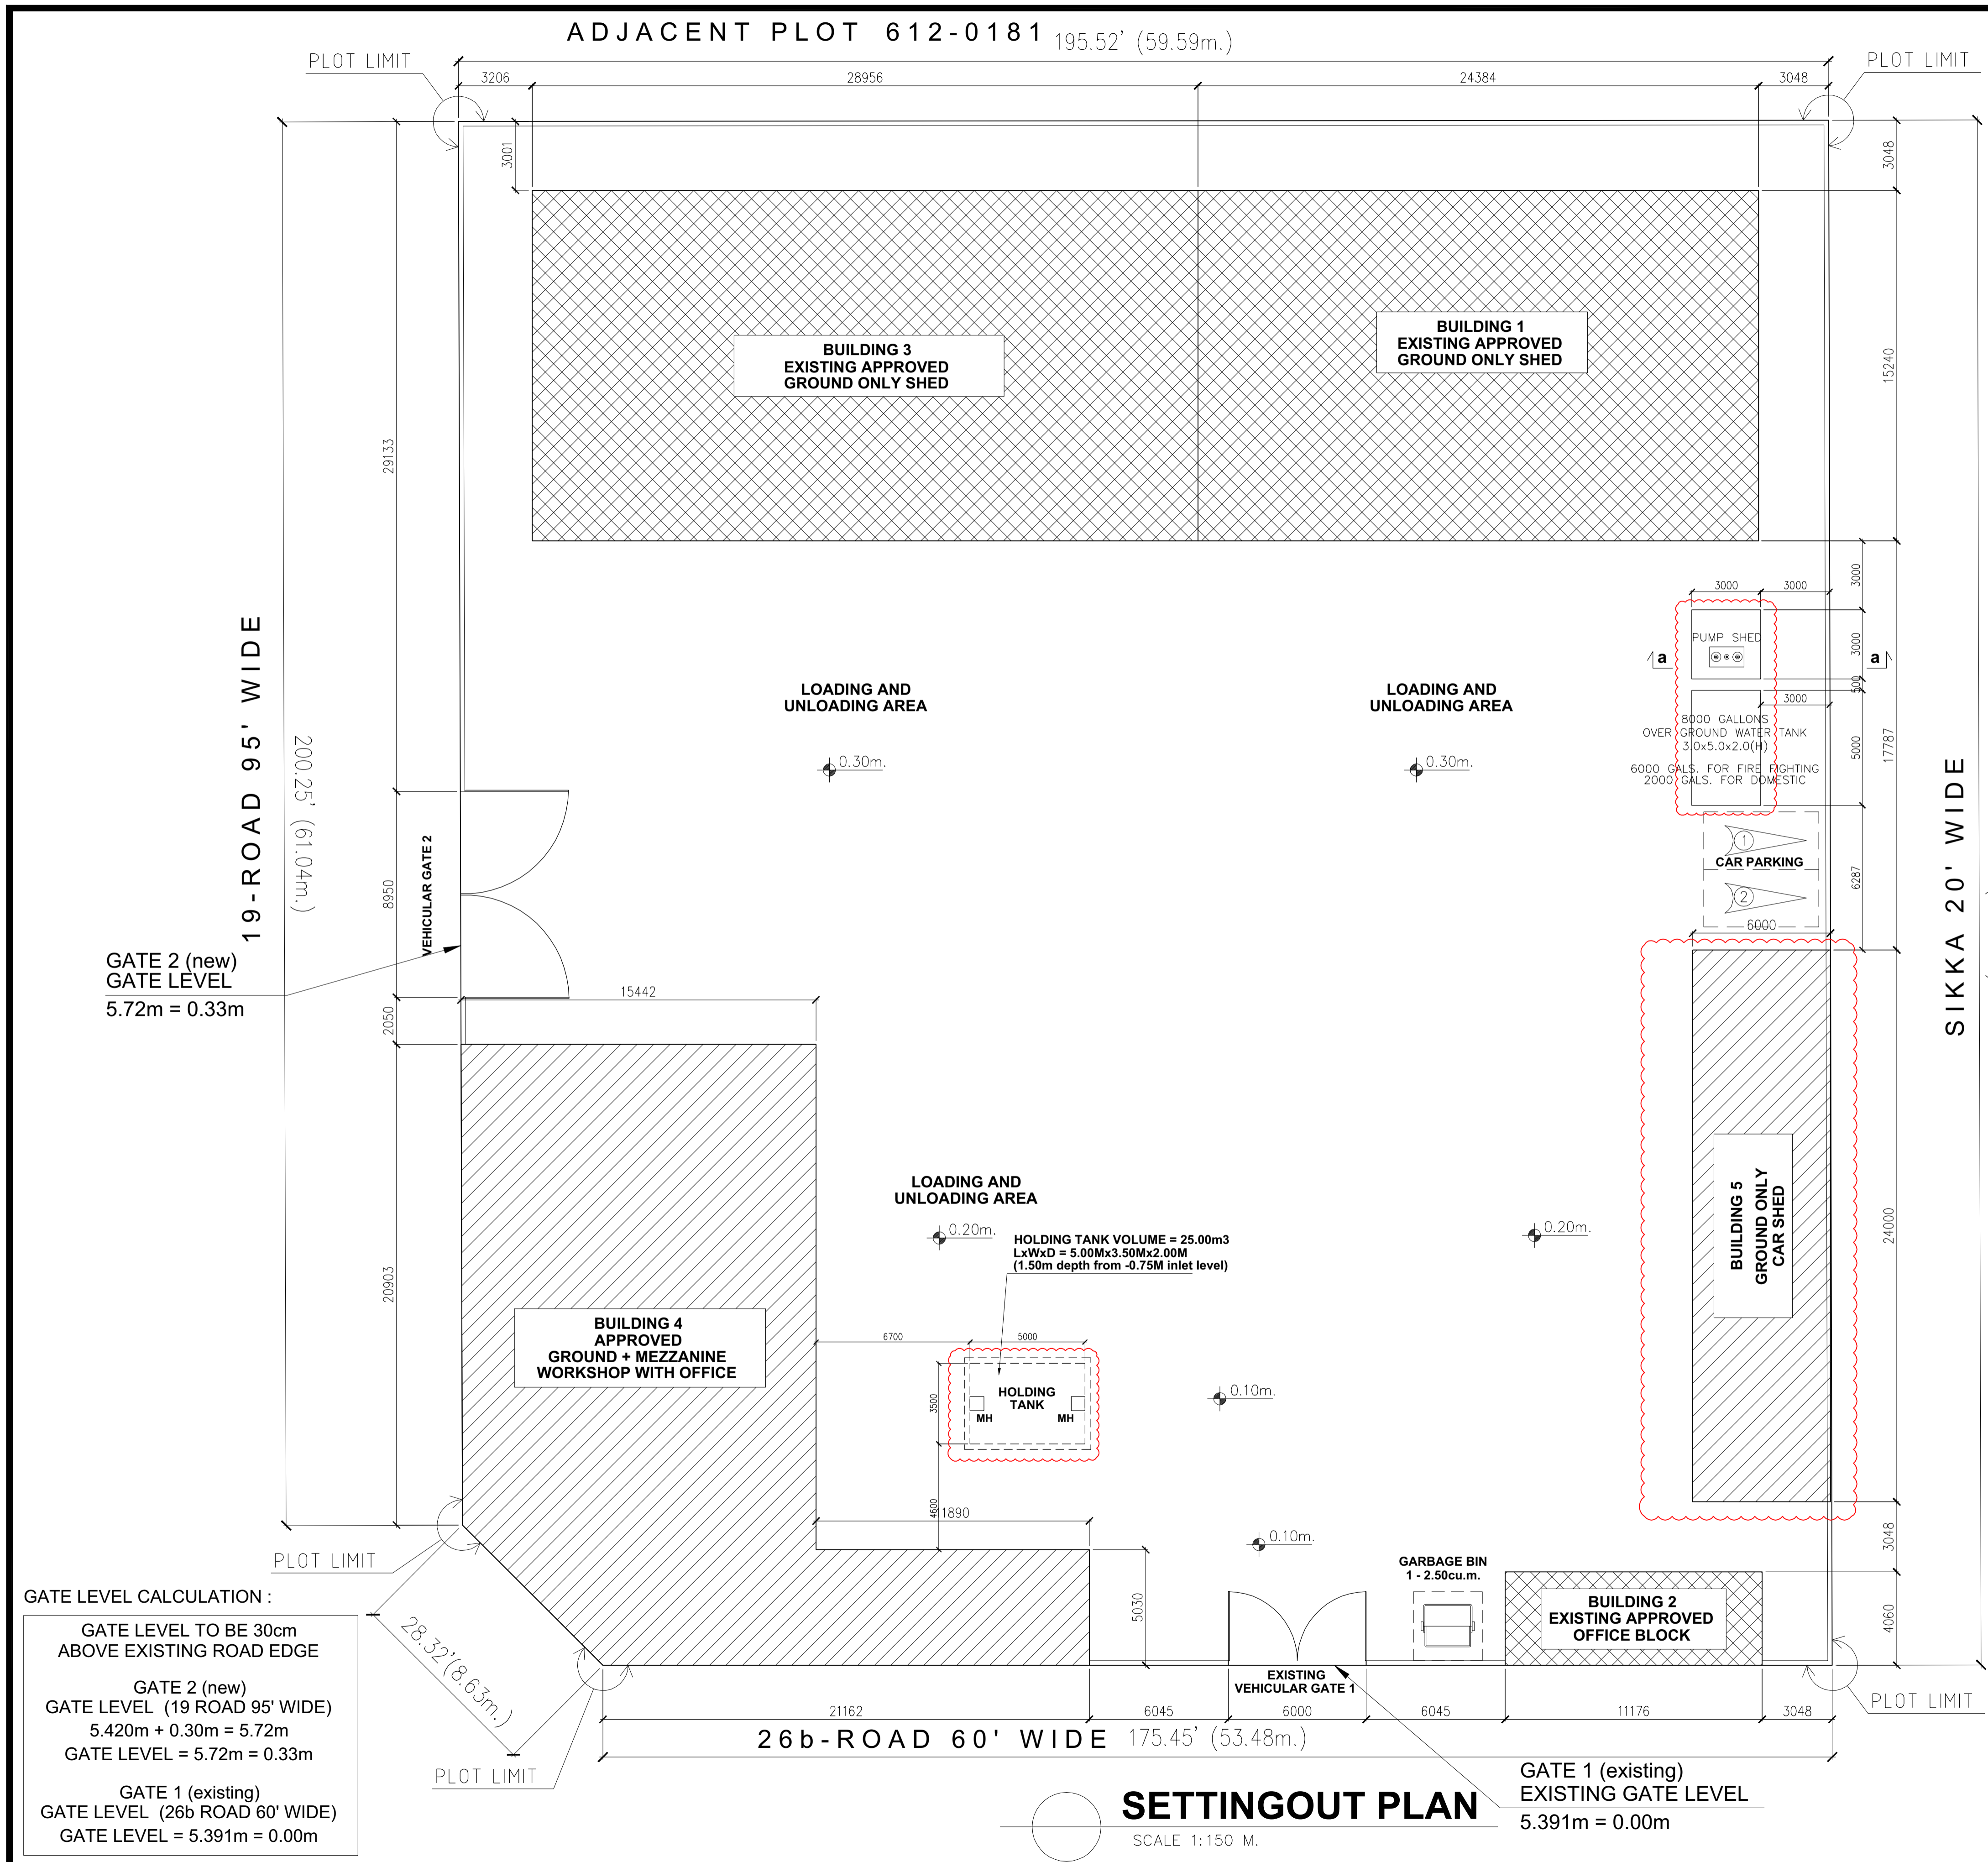 ADJACENT PLOT 612-0181
195.52' (59.59m.)
PLOT LIMIT
PLOT LIMIT
3206
28956
24384
3048
3001
3048
BUILDING 3
EXISTING APPROVED
GROUND ONLY SHED
BUILDING 1
EXISTING APPROVED
GROUND ONLY SHED
15240
29133
19-ROAD 95' WIDE
200.25' (61.04m.)
3000
3000
3000
PUMP SHED
a
a
3000
500
3000
8000 GALLONS
OVER GROUND WATER TANK
3.0x5.0x2.0(H)
6000 GALS. FOR FIRE FIGHTING
2000 GALS. FOR DOMESTIC
5000
17787
LOADING AND
UNLOADING AREA
LOADING AND
UNLOADING AREA
0.30m.
0.30m.
SIKKA 20' WIDE
1
CAR PARKING
2
6287
6000
8950
VEHICULAR GATE 2
GATE 2 (new)
GATE LEVEL
5.72m = 0.33m
15442
2050
20903
LOADING AND
UNLOADING AREA
0.20m.
0.20m.
HOLDING TANK VOLUME = 25.00m3
LxWxD = 5.00Mx3.50Mx2.00M
(1.50m depth from -0.75M inlet level)
BUILDING 5
GROUND ONLY
CAR SHED
24000
BUILDING 4
APPROVED
GROUND + MEZZANINE
WORKSHOP WITH OFFICE
6700
5000
3500
HOLDING
TANK
MH
MH
0.10m.
4600
11890
0.10m.
3048
PLOT LIMIT
5030
GARBAGE BIN
1 - 2.50cu.m.
BUILDING 2
EXISTING APPROVED
OFFICE BLOCK
4060
EXISTING
VEHICULAR GATE 1
28.32'(8.63m.)
21162
6045
6000
6045
11176
3048
PLOT LIMIT
26b-ROAD 60' WIDE
175.45' (53.48m.)
PLOT LIMIT
GATE LEVEL CALCULATION :
GATE LEVEL TO BE 30cm
ABOVE EXISTING ROAD EDGE
GATE 2 (new)
GATE LEVEL (19 ROAD 95' WIDE)
5.420m + 0.30m = 5.72m
GATE LEVEL = 5.72m = 0.33m
GATE 1 (existing)
GATE LEVEL (26b ROAD 60' WIDE)
GATE LEVEL = 5.391m = 0.00m
SETTINGOUT PLAN
SCALE 1:150 M.
GATE 1 (existing)
EXISTING GATE LEVEL
5.391m = 0.00m